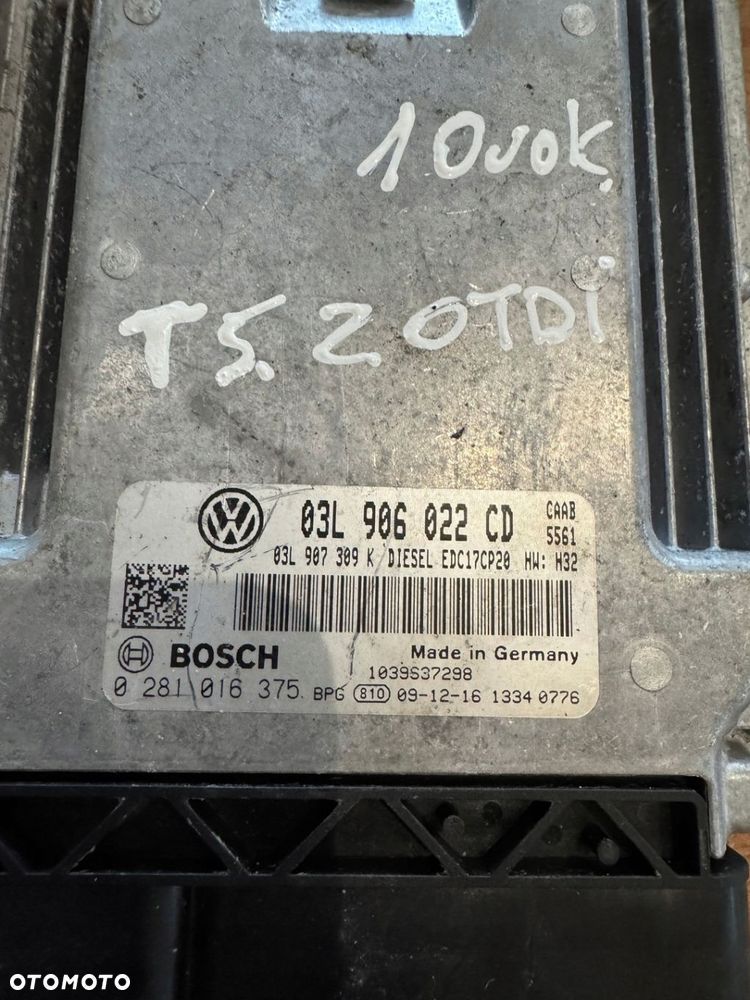 10rok.
T5. 2.0TDi
03L 906 022 CD
CAAB
5561
03L 907 309 K DIESEL EDC17CP20 HW: H32
BOSCH
Made in Germany
1039S37298
0 281 016 375 BPG 810 09-12-16 1334 0776
OTOMOTO